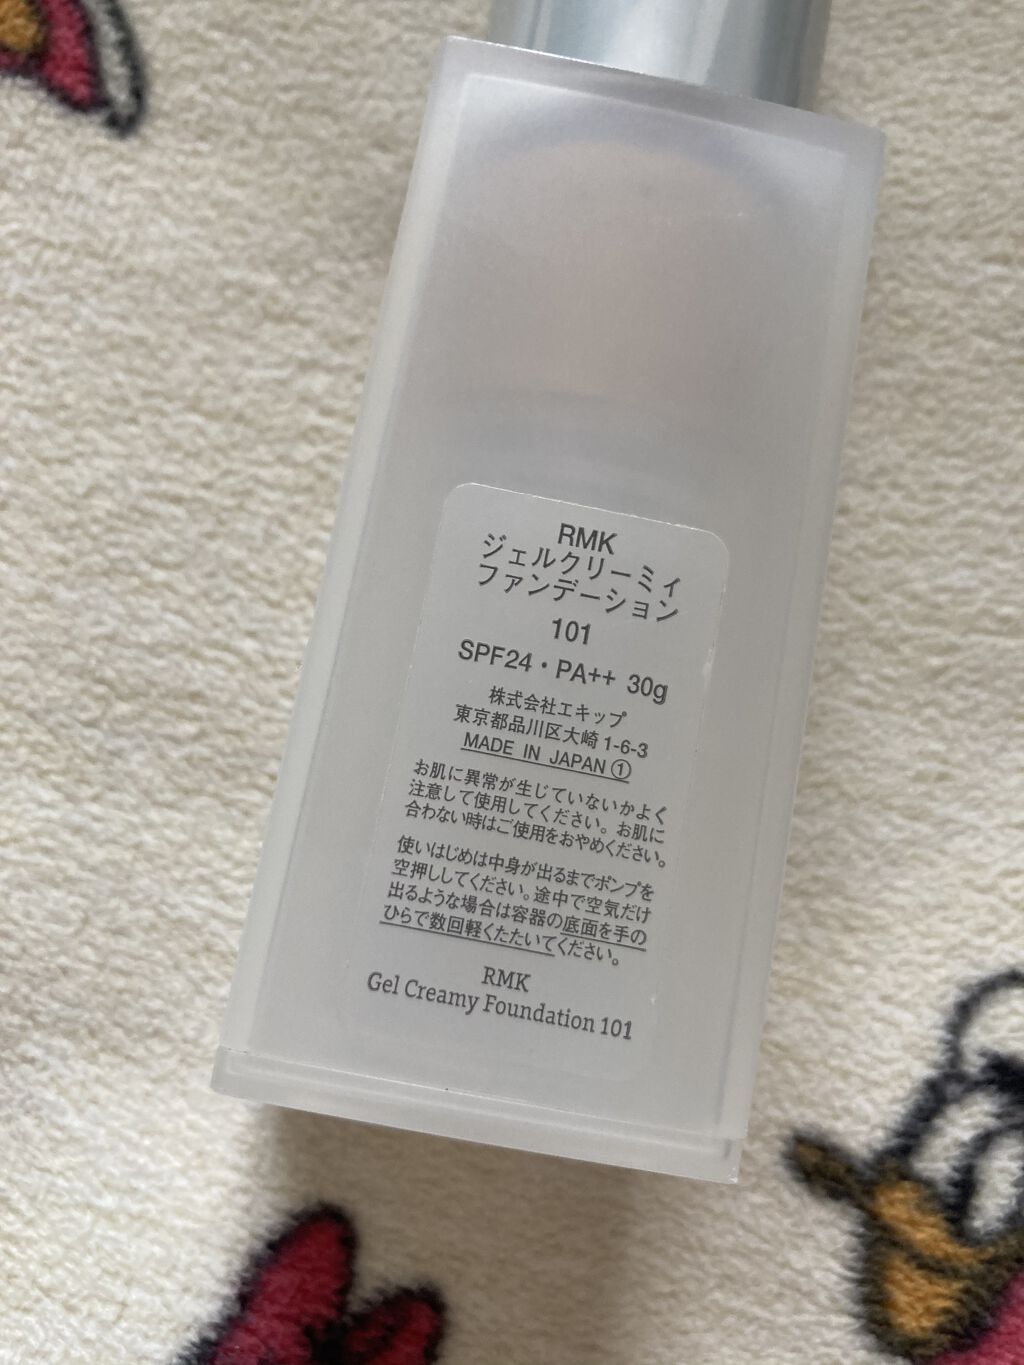 RMK
ジェルクリーミィ
ファンデーション
101
SPF24・PA++ 30g
株式会社エキップ
東京都品川区大崎1-6-3
MADE IN JAPAN ①
お肌に異常が生じていないかよく
注意して使用してください。お肌に
合わない時はご使用をおやめください。
使いはじめは中身が出るまでポンプを
空押ししてください。途中で空気だけ
出るような場合は容器の底面を手の
ひらで数回軽くたたいてください。
RMK
Gel Creamy Foundation 101